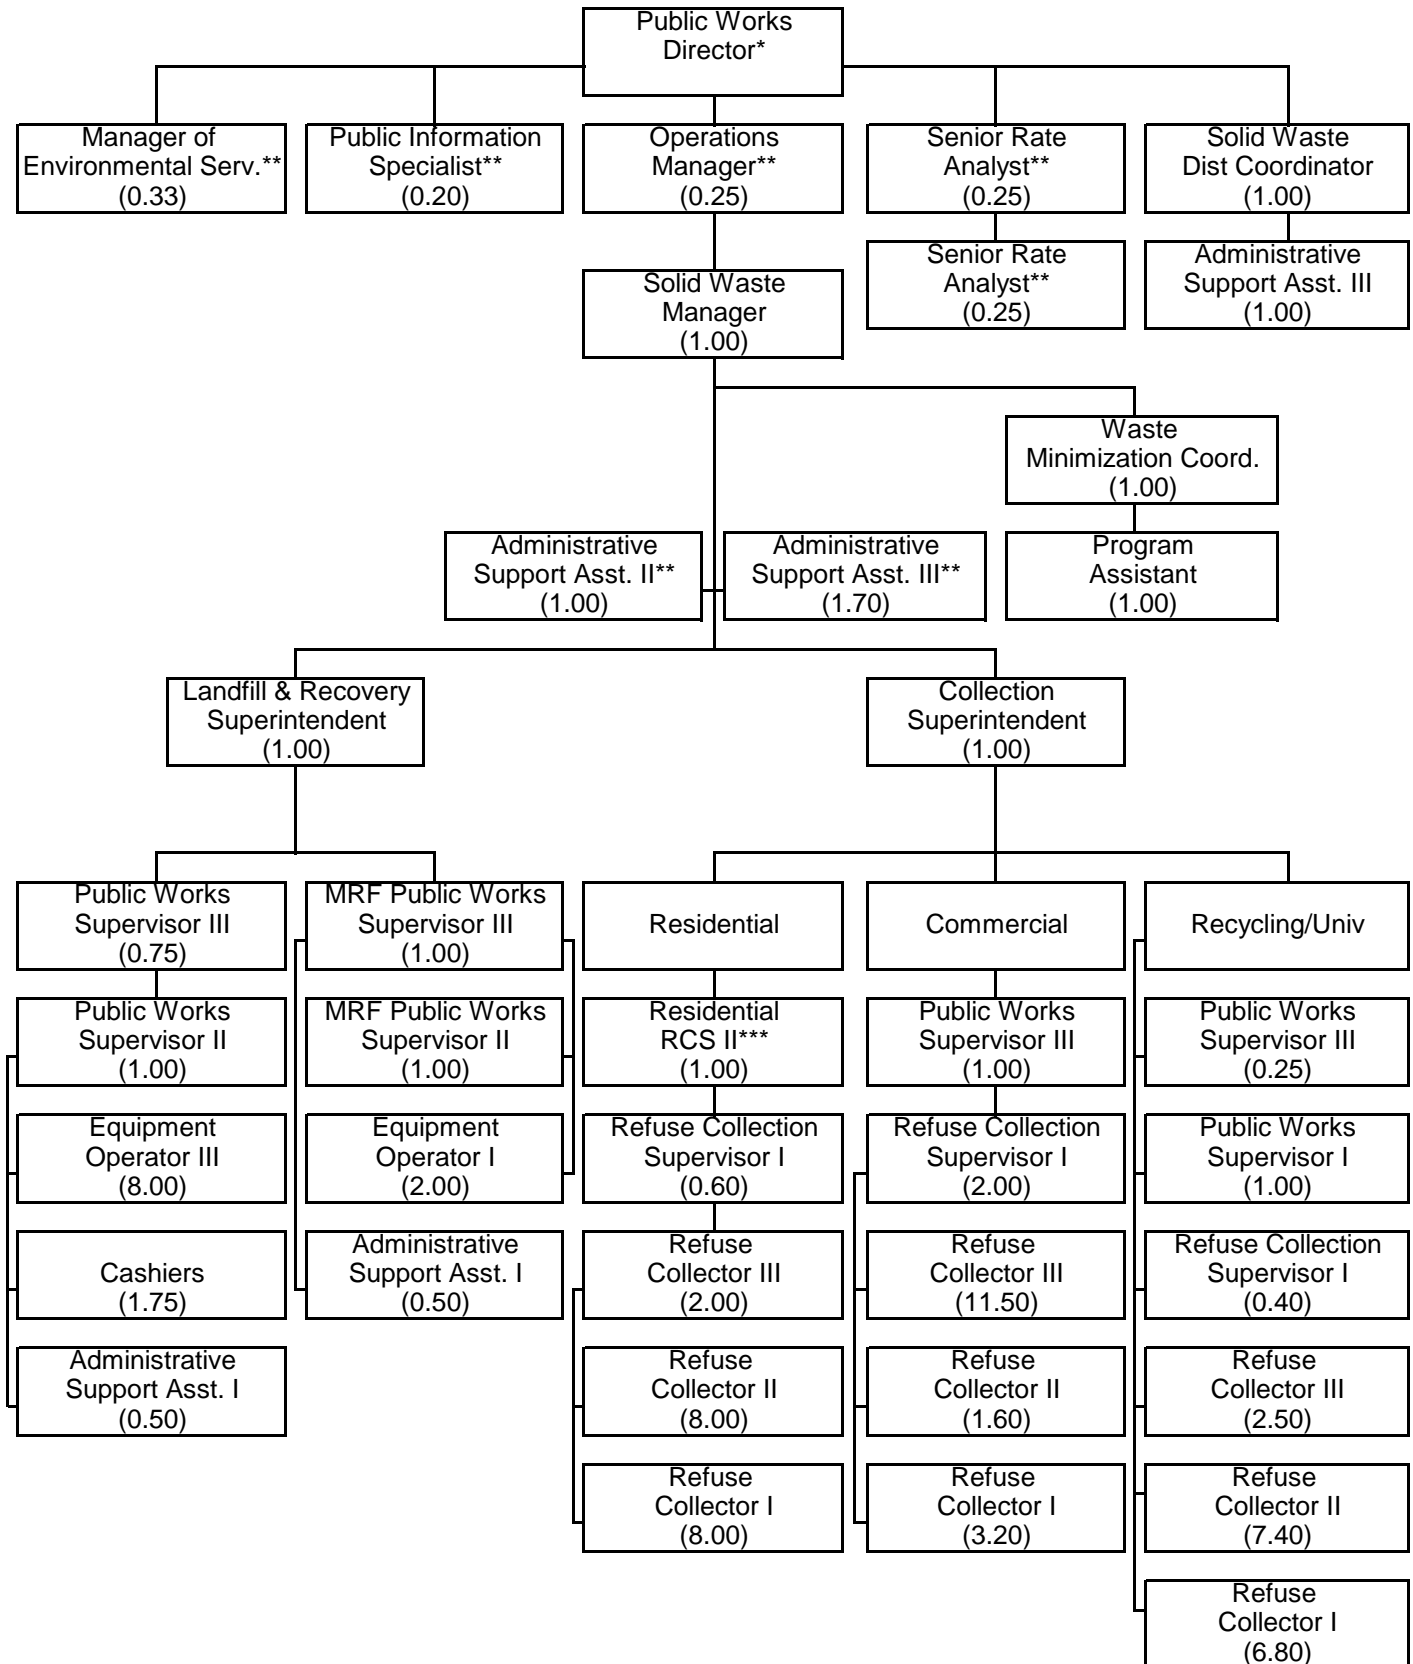 Public Works
Director*
Manager of
Environmental Serv.**
(0.33)
Public Information
Specialist**
(0.20)
Operations
Manager**
(0.25)
Senior Rate
Analyst**
(0.25)
Solid Waste
Dist Coordinator
(1.00)
Solid Waste
Manager
(1.00)
Senior Rate
Analyst**
(0.25)
Administrative
Support Asst. III
(1.00)
Waste
Minimization Coord.
(1.00)
Administrative
Support Asst. II**
(1.00)
Administrative
Support Asst. III**
(1.70)
Program
Assistant
(1.00)
Landfill & Recovery
Superintendent
(1.00)
Collection
Superintendent
(1.00)
Public Works
Supervisor III
(0.75)
MRF Public Works
Supervisor III
(1.00)
Residential
Commercial
Recycling/Univ
Public Works
Supervisor II
(1.00)
MRF Public Works
Supervisor II
(1.00)
Residential
RCS II***
(1.00)
Public Works
Supervisor III
(1.00)
Public Works
Supervisor III
(0.25)
Equipment
Operator III
(8.00)
Equipment
Operator I
(2.00)
Refuse Collection
Supervisor I
(0.60)
Refuse Collection
Supervisor I
(2.00)
Public Works
Supervisor I
(1.00)
Cashiers
(1.75)
Administrative
Support Asst. I
(0.50)
Refuse
Collector III
(2.00)
Refuse
Collector III
(11.50)
Refuse Collection
Supervisor I
(0.40)
Administrative
Support Asst. I
(0.50)
Refuse
Collector II
(8.00)
Refuse
Collector II
(1.60)
Refuse
Collector III
(2.50)
Refuse
Collector I
(8.00)
Refuse
Collector I
(3.20)
Refuse
Collector II
(7.40)
Refuse
Collector I
(6.80)